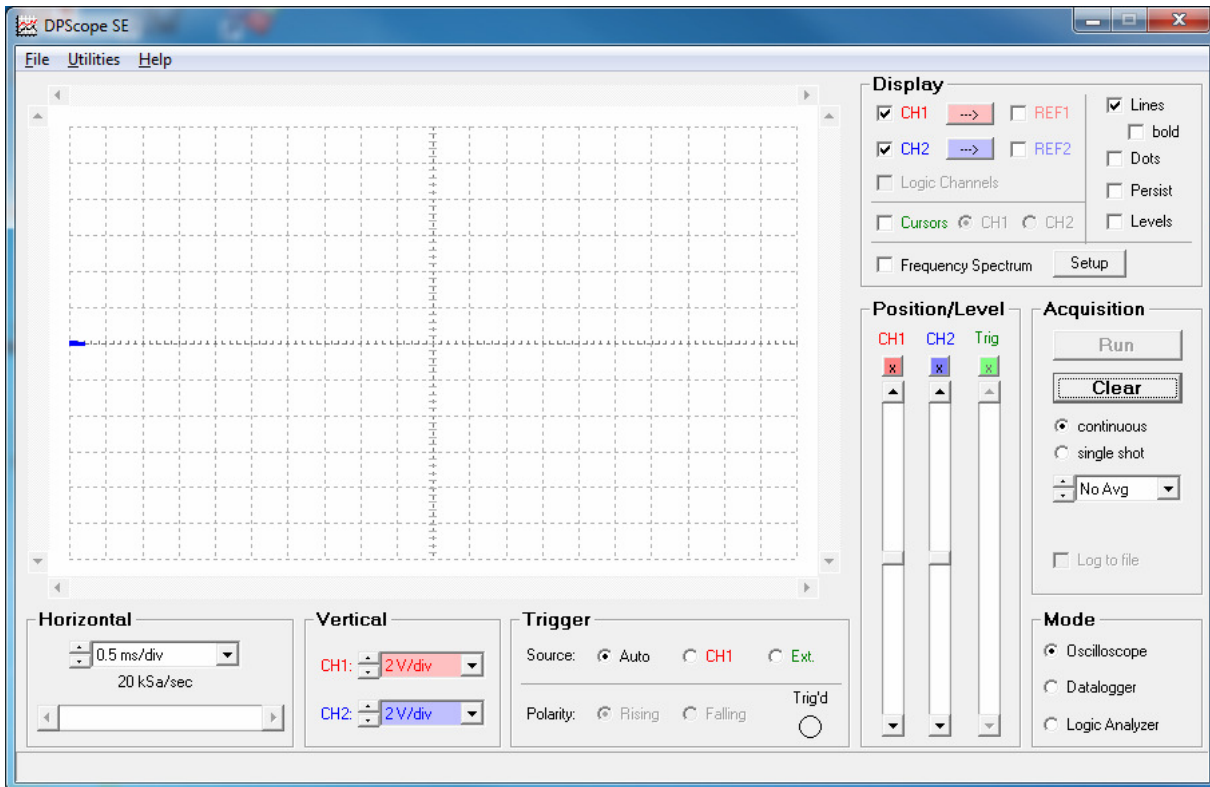 DPScope SE
File Utilities Help
Display
CH1 ---> REF1
CH2 ---> REF2
Logic Channels
Cursors CH1 CH2
Frequency Spectrum Setup
Lines
bold
Dots
Persist
Levels
Position/Level
CH1 CH2 Trig
x x x
Acquisition
Run
Clear
continuous
single shot
No Avg
Log to file
Horizontal
0.5 ms/div
20 kSa/sec
Vertical
CH1: 2 V/div
CH2: 2 V/div
Trigger
Source: Auto CH1 Ext.
Polarity: Rising Falling
Trig'd
Mode
Oscilloscope
Datalogger
Logic Analyzer